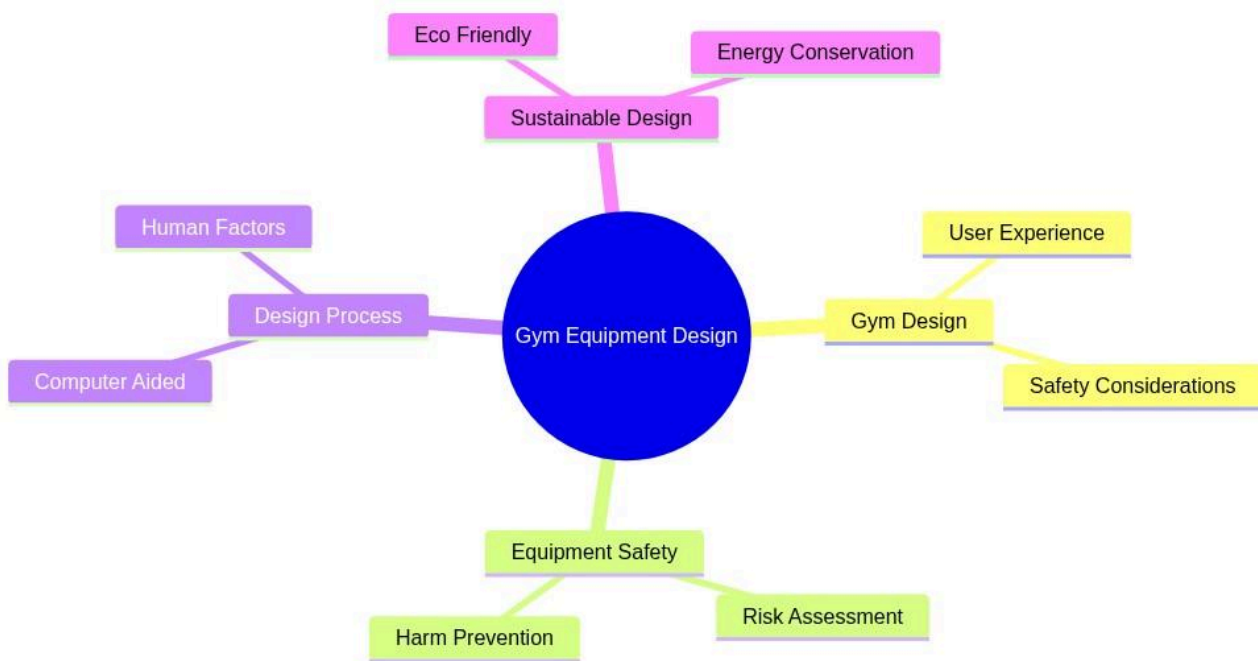 Eco Friendly
Energy Conservation
Sustainable Design
Human Factors
User Experience
Design Process
Gym Equipment Design
Gym Design
Computer Aided
Safety Considerations
Equipment Safety
Risk Assessment
Harm Prevention